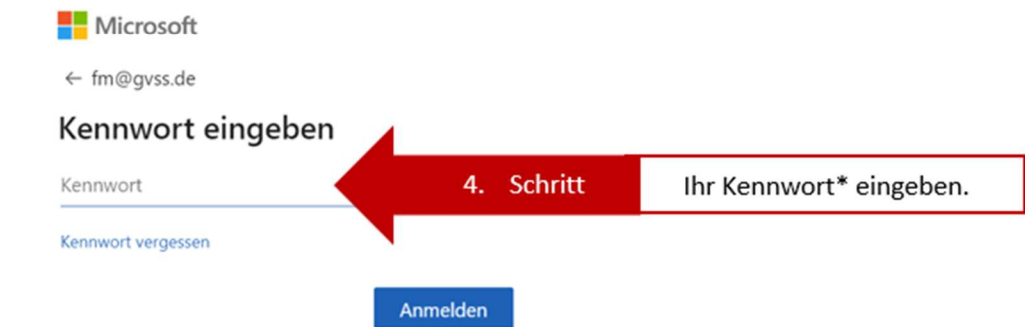 Microsoft
← fm@gvss.de
Kennwort eingeben
Kennwort
4. Schritt
Ihr Kennwort* eingeben.
Kennwort vergessen
Anmelden